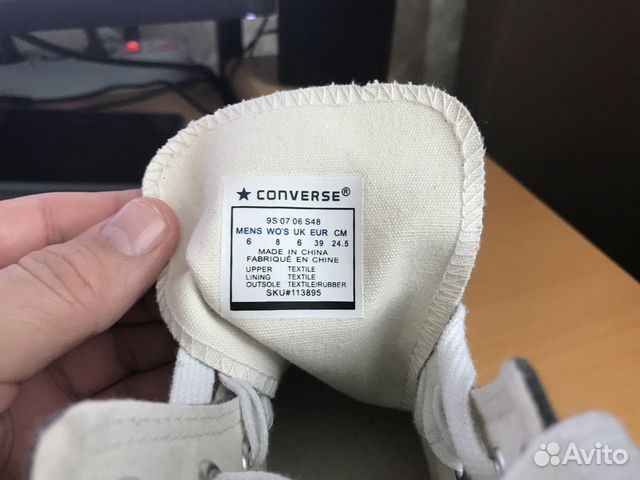 ★ CONVERSE®
9S 07 06 S48
MENS WO'S UK EUR CM
6 8 6 39 24.5
MADE IN CHINA
FABRIQUÉ EN CHINE
UPPER TEXTILE
LINING TEXTILE
OUTSOLE TEXTILE/RUBBER
SKU#113895
Avito